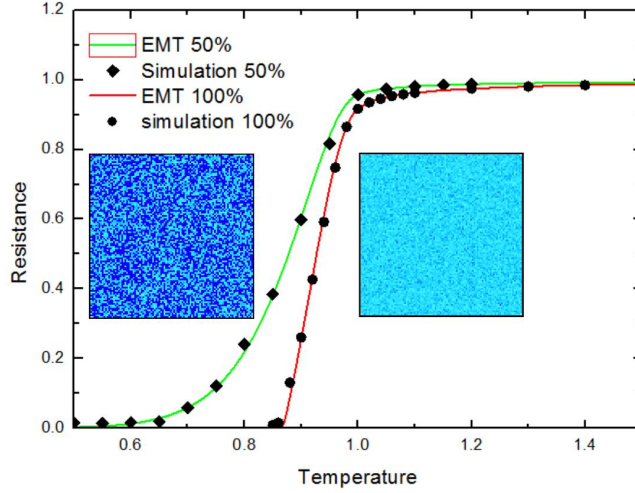 1.2
EMT 50%
Simulation 50%
1.0
EMT 100%
simulation 100%
0.8
0.6
Resistance
0.4
0.2
0.0
0.6 0.8 1.0 1.2 1.4
Temperature